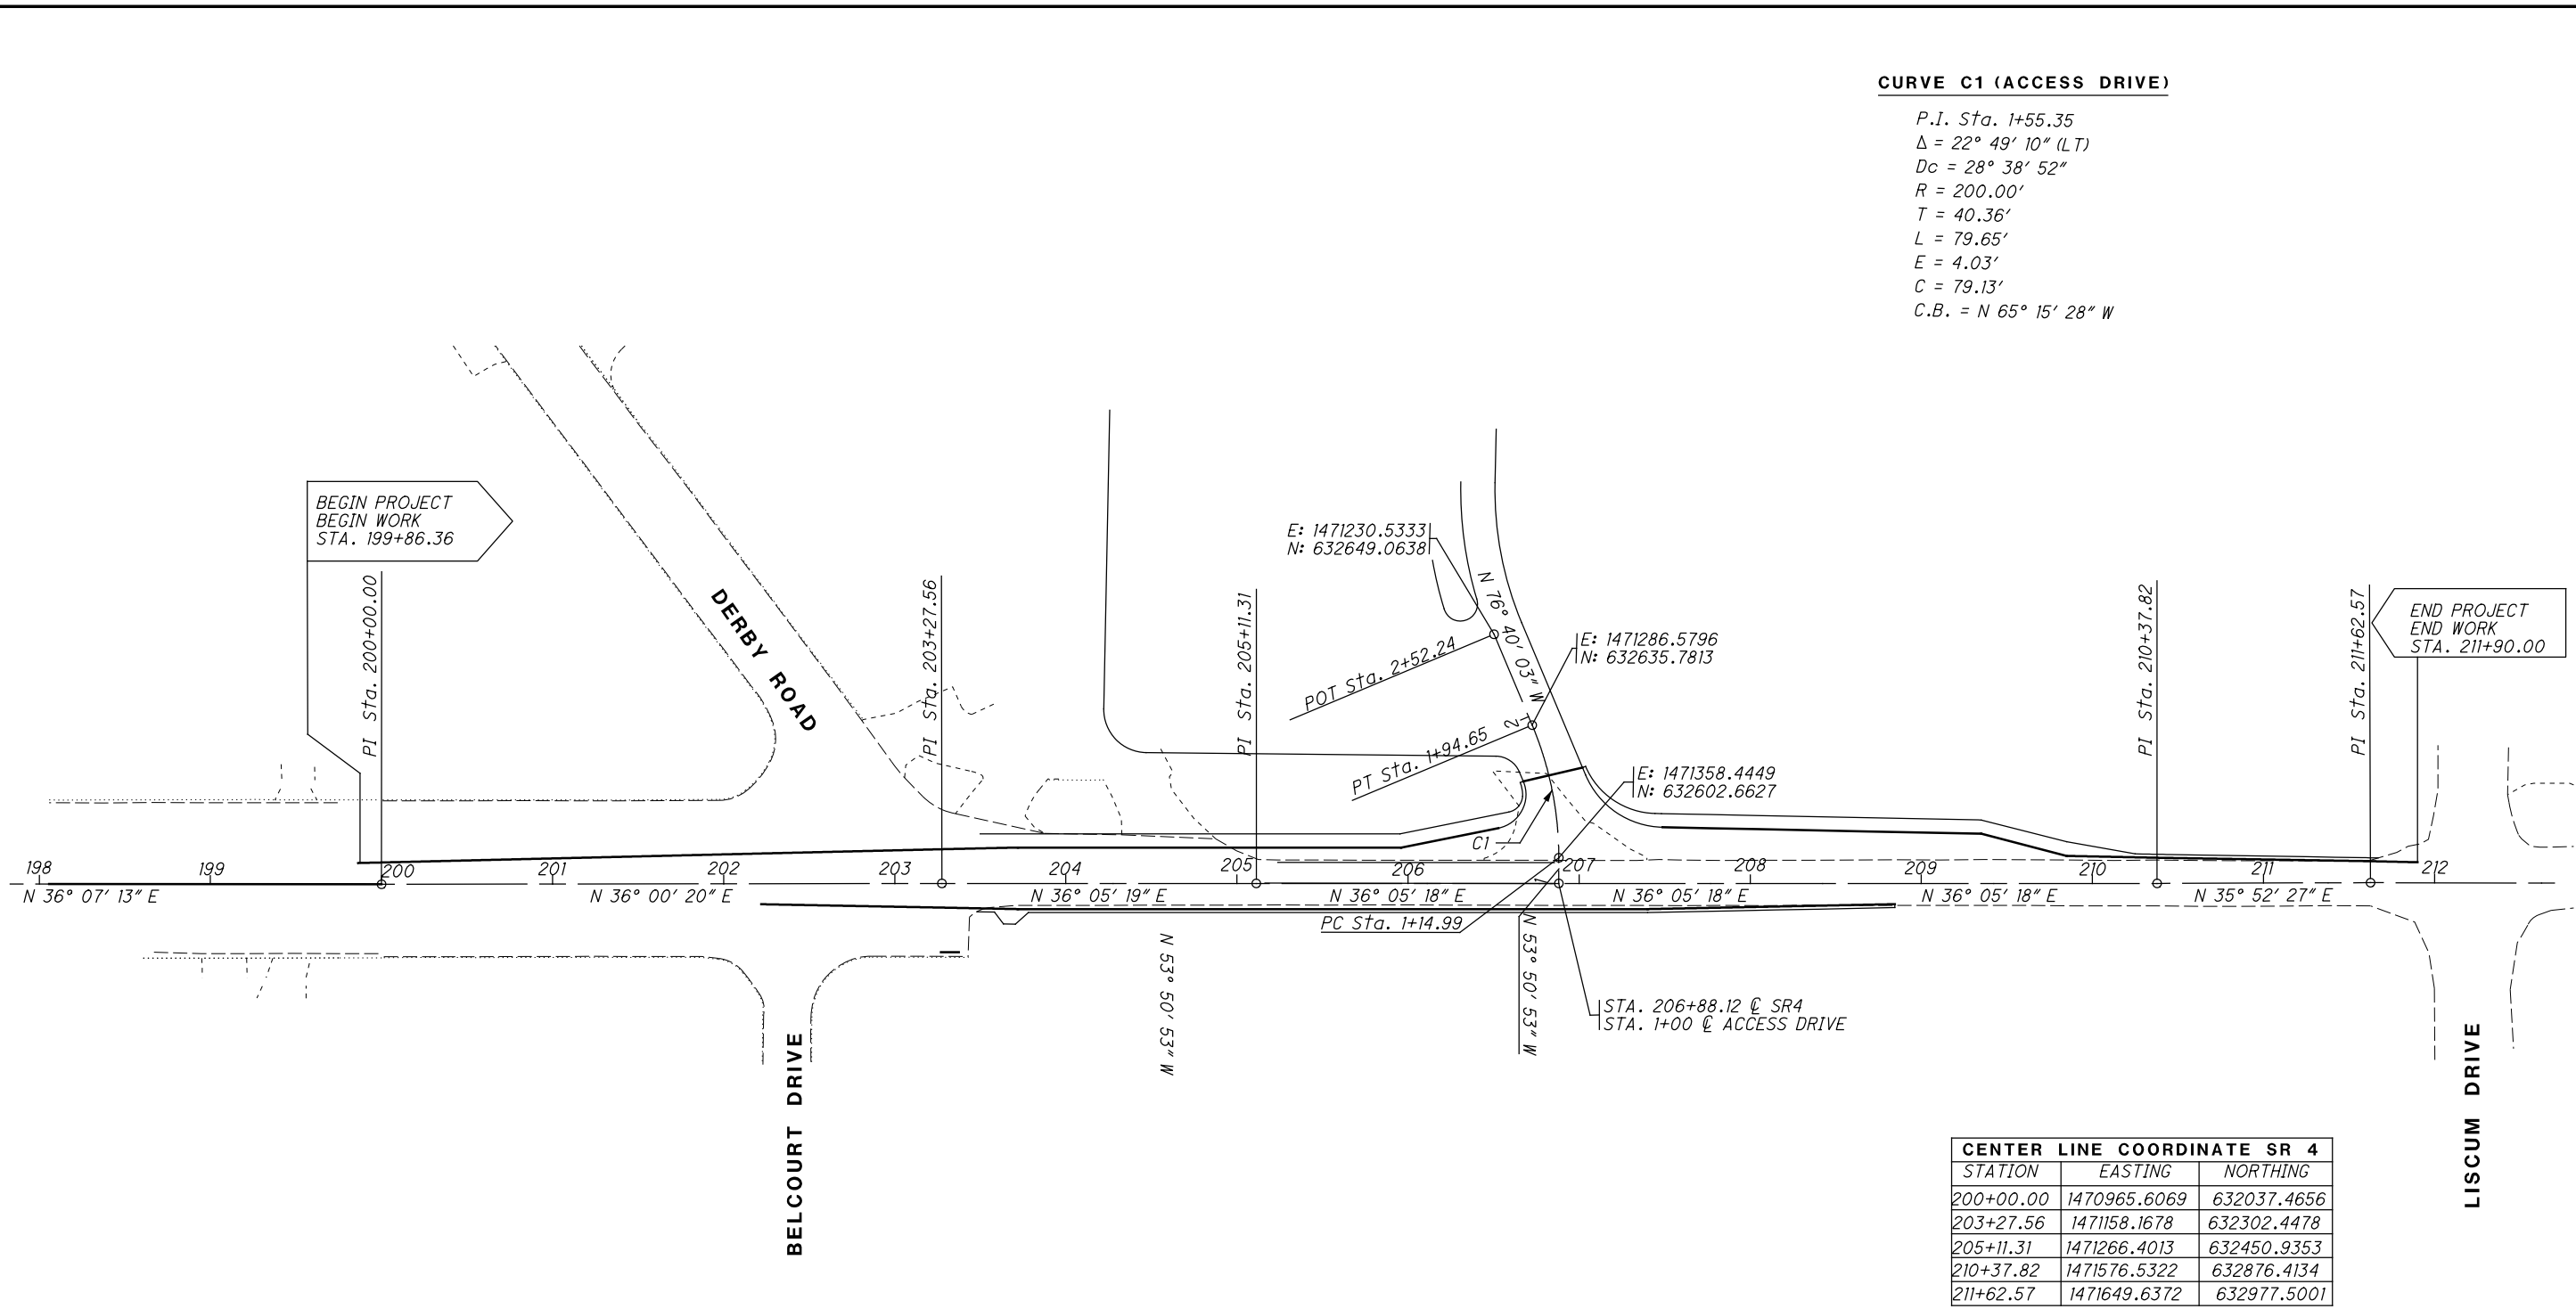 CURVE C1 (ACCESS DRIVE)
P.I. Sta. 1+55.35
Δ = 22° 49' 10" (LT)
Dc = 28° 38' 52"
R = 200.00'
T = 40.36'
L = 79.65'
E = 4.03'
C = 79.13'
C.B. = N 65° 15' 28" W
BEGIN PROJECT
BEGIN WORK
STA. 199+86.36
PI Sta. 200+00.00
DERBY ROAD
PI Sta. 203+27.56
PI Sta. 205+11.31
E: 1471230.5333
N: 632649.0638
POT Sta. 2+52.24
N 76° 40' 03" W
E: 1471286.5796
N: 632635.7813
2
PT Sta. 1+94.65
E: 1471358.4449
N: 632602.6627
C1
PI Sta. 210+37.82
PI Sta. 211+62.57
END PROJECT
END WORK
STA. 211+90.00
198 199 200 201 202 203 204 205 206 207 208 209 210 211 212
N 36° 07' 13" E N 36° 00' 20" E N 36° 05' 19" E N 36° 05' 18" E N 36° 05' 18" E N 36° 05' 18" E N 35° 52' 27" E
PC Sta. 1+14.99
N 53° 50' 53" W
N 53° 50' 53" W
STA. 206+88.12 ℄ SR4
STA. 1+00 ℄ ACCESS DRIVE
BELCOURT DRIVE
LISCUM DRIVE
CENTER LINE COORDINATE SR 4
STATION EASTING NORTHING
200+00.00 1470965.6069 632037.4656
203+27.56 1471158.1678 632302.4478
205+11.31 1471266.4013 632450.9353
210+37.82 1471576.5322 632876.4134
211+62.57 1471649.6372 632977.5001